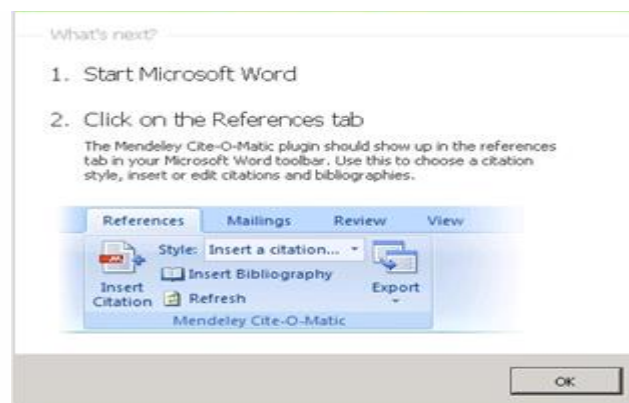 What's next?
1. Start Microsoft Word
2. Click on the References tab
The Mendeley Cite-O-Matic plugin should show up in the references
tab in your Microsoft Word toolbar. Use this to choose a citation
style, insert or edit citations and bibliographies.
References Mailings Review View
Style: Insert a citation...
Insert Bibliography
Insert
Citation
Refresh
Export
Mendeley Cite-O-Matic
OK